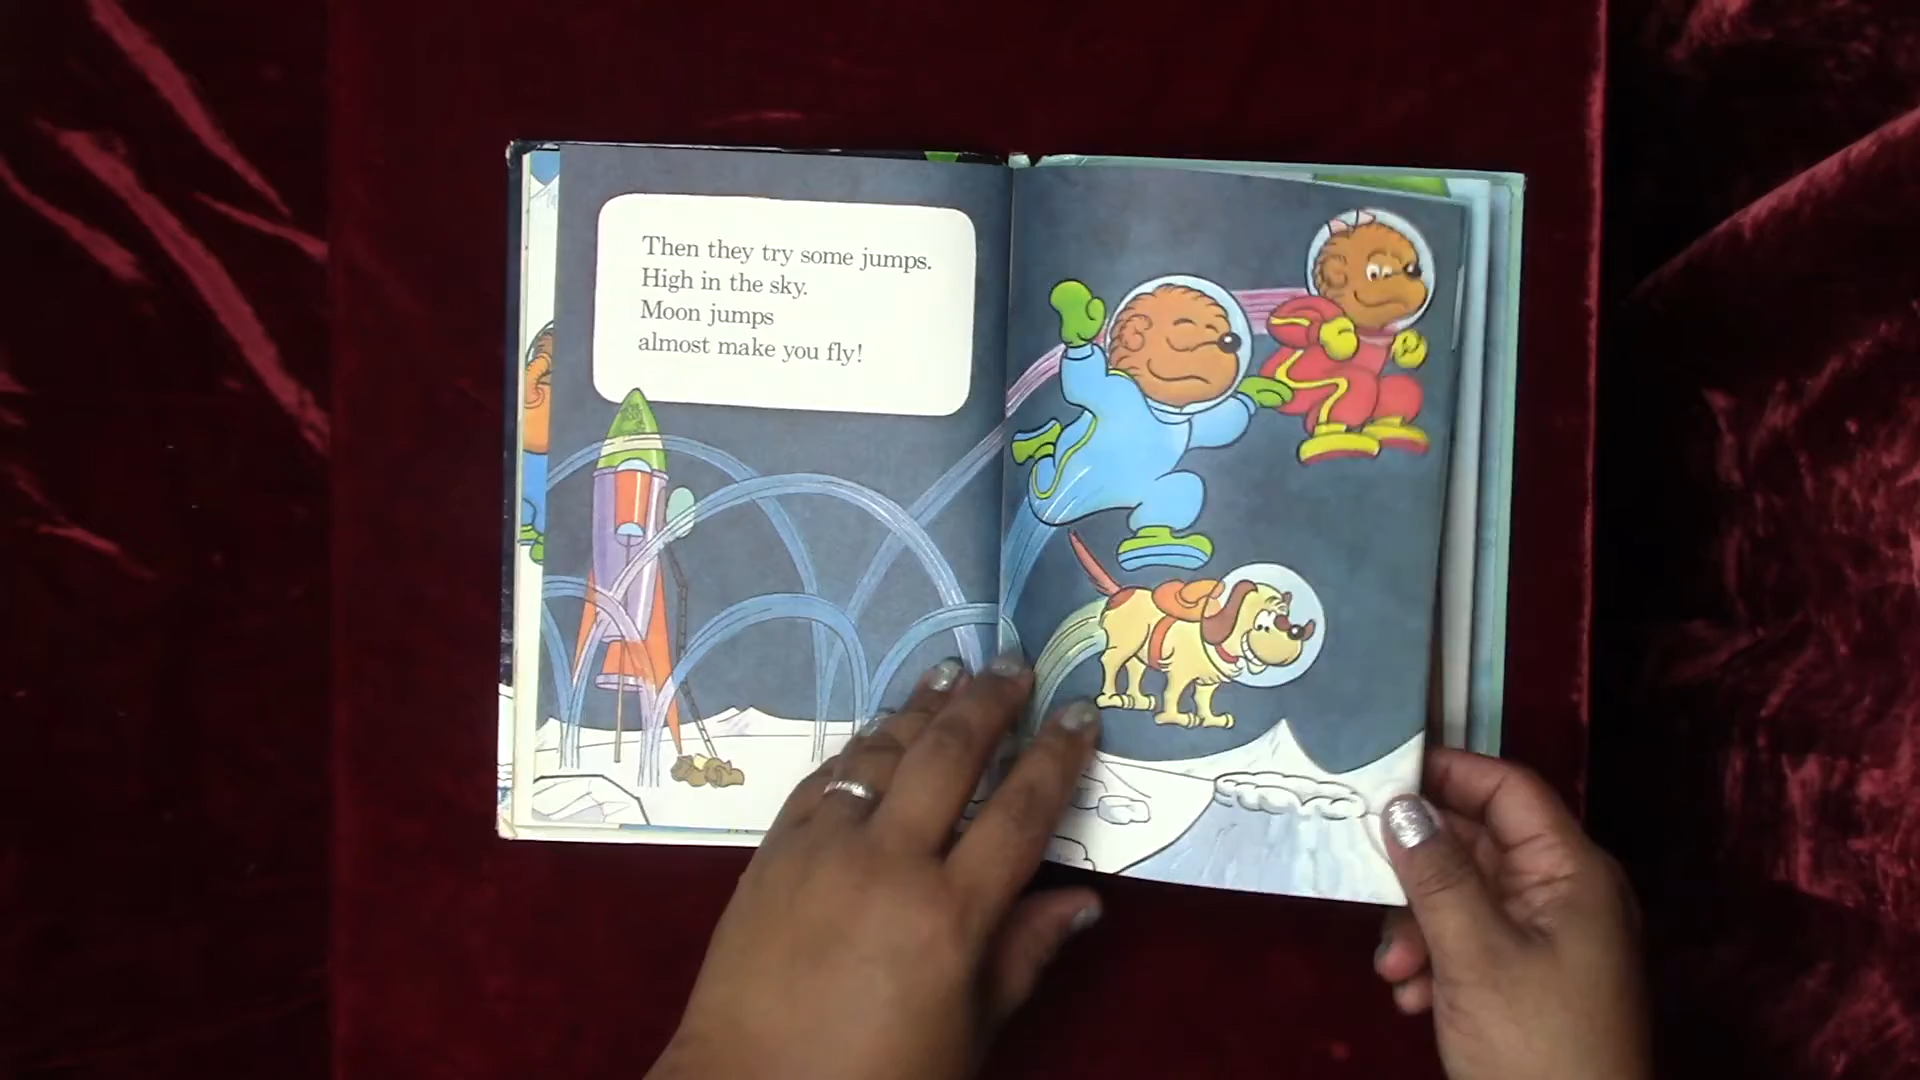 Then they try some jumps.
High in the sky.
Moon jumps
almost make you fly!